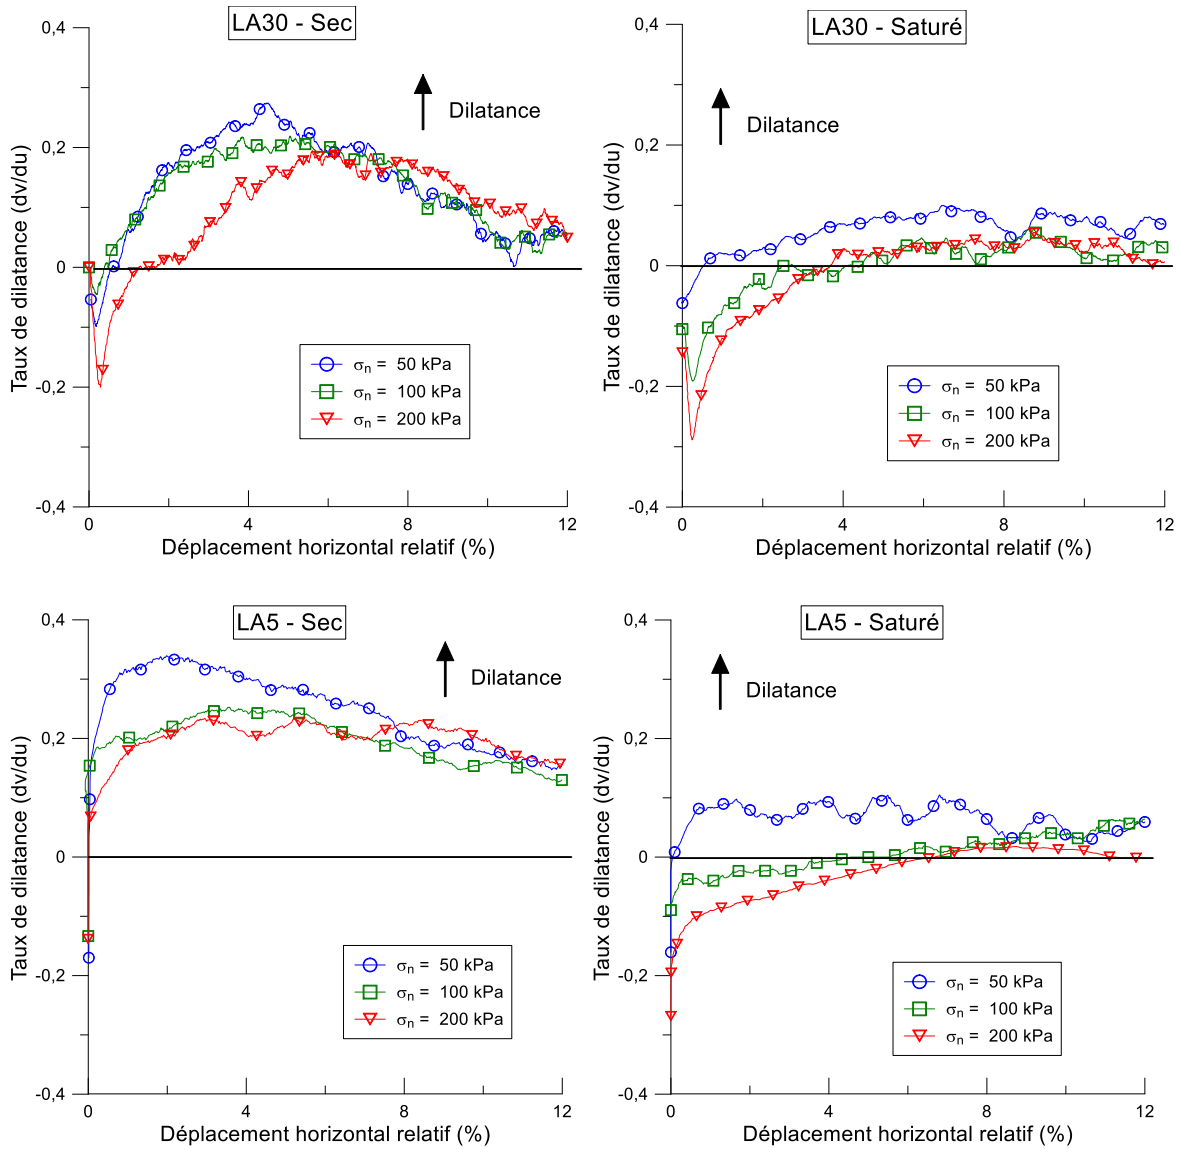 LA30 - Sec
0,4
0,2
0
-0,2
-0,4
Taux de dilatance (dv/du)
Dilatance
σn = 50 kPa
σn = 100 kPa
σn = 200 kPa
0 4 8 12
Déplacement horizontal relatif (%)
LA30 - Saturé
0,4
0,2
0
-0,2
-0,4
Taux de dilatance (dv/du)
Dilatance
σn = 50 kPa
σn = 100 kPa
σn = 200 kPa
0 4 8 12
Déplacement horizontal relatif (%)
LA5 - Sec
0,4
0,2
0
-0,2
-0,4
Taux de dilatance (dv/du)
Dilatance
σn = 50 kPa
σn = 100 kPa
σn = 200 kPa
0 4 8 12
Déplacement horizontal relatif (%)
LA5 - Saturé
0,4
0,2
0
-0,2
-0,4
Taux de dilatance (dv/du)
Dilatance
σn = 50 kPa
σn = 100 kPa
σn = 200 kPa
0 4 8 12
Déplacement horizontal relatif (%)